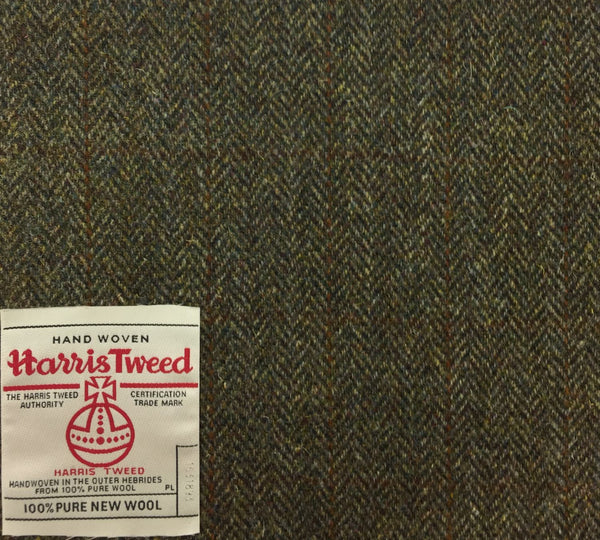 HAND WOVEN
Harris Tweed
THE HARRIS TWEED AUTHORITY
CERTIFICATION TRADE MARK
HARRIS TWEED
HANDWOVEN IN THE OUTER HEBRIDES
FROM 100% PURE WOOL
PL
100% PURE NEW WOOL